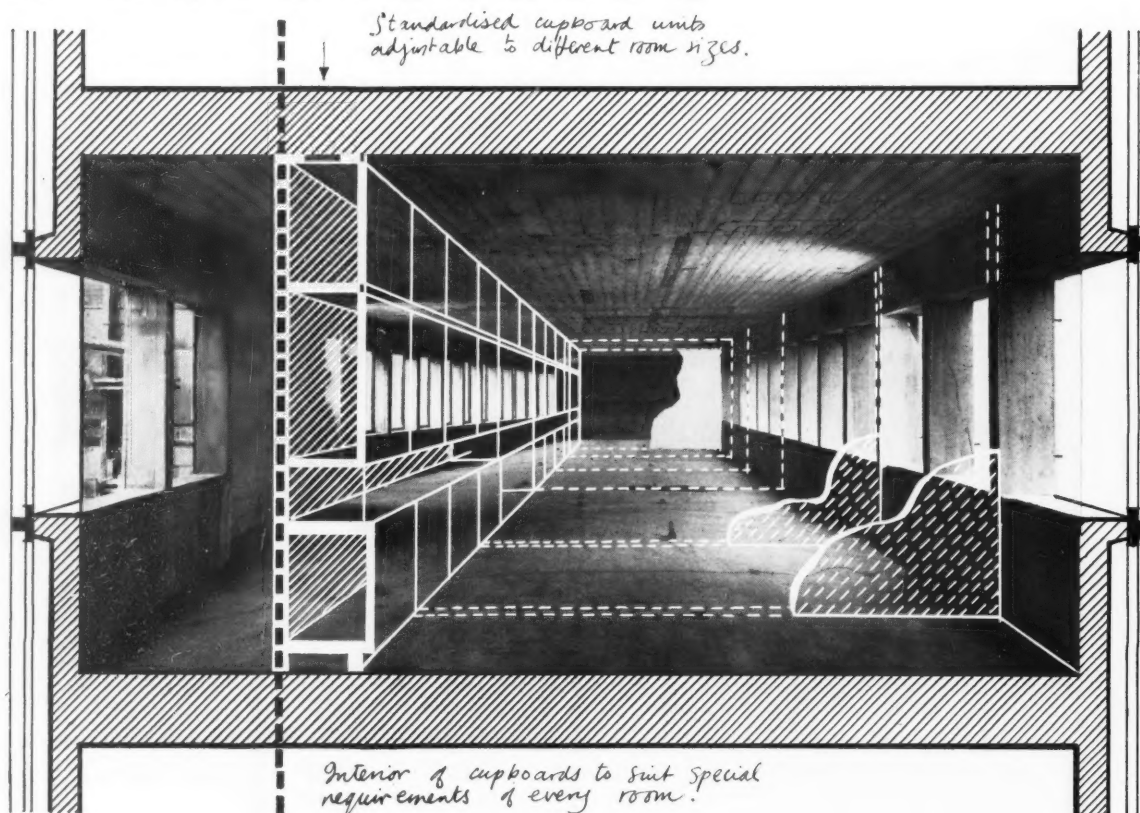 Standardised cupboard units
adjustable to different room sizes.
Interior of cupboards to suit special
requirements of every room.